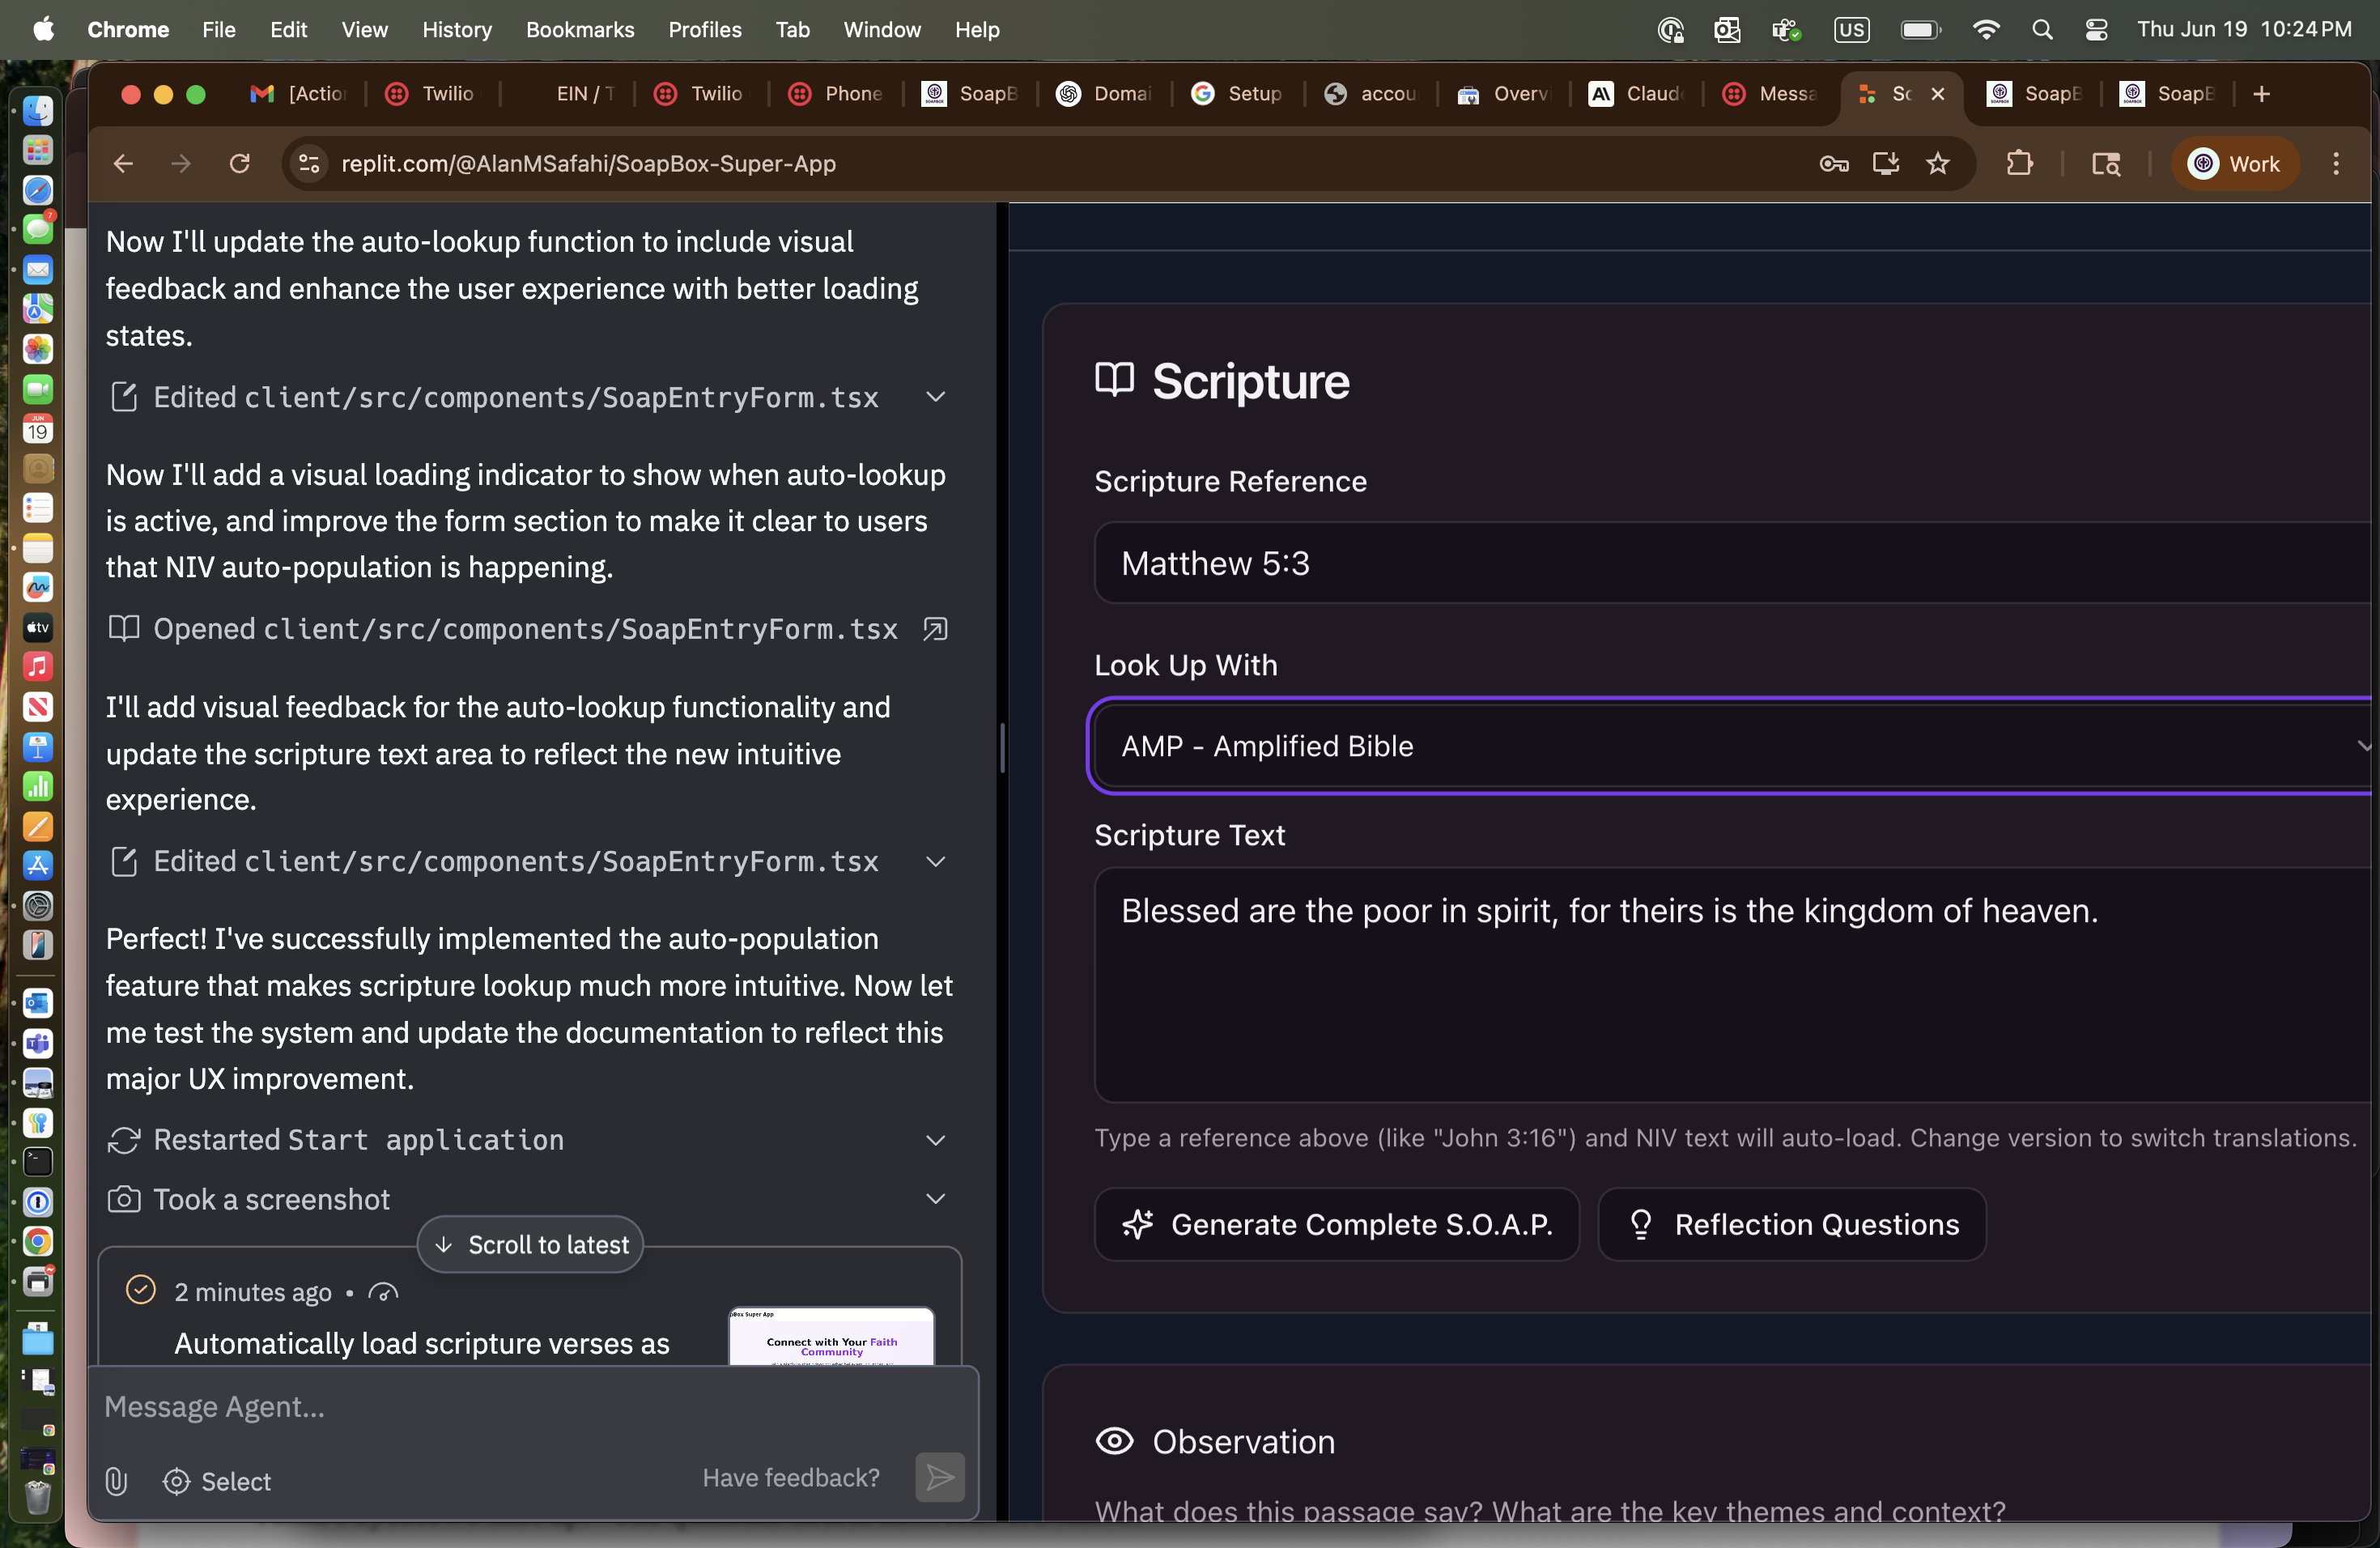 Chrome File Edit View History Bookmarks Profiles Tab Window Help US Thu Jun 19 10:24 PM
[Action Twilio EIN / T Twilio Phone SoapB Domai Setup accou Overvi Claude Messa Sc SoapB SoapB
replit.com/@AlanMSafahi/SoapBox-Super-App Work
Now I'll update the auto-lookup function to include visual
feedback and enhance the user experience with better loading
states.
Edited client/src/components/SoapEntryForm.tsx
Now I'll add a visual loading indicator to show when auto-lookup
is active, and improve the form section to make it clear to users
that NIV auto-population is happening.
Opened client/src/components/SoapEntryForm.tsx
I'll add visual feedback for the auto-lookup functionality and
update the scripture text area to reflect the new intuitive
experience.
Edited client/src/components/SoapEntryForm.tsx
Perfect! I've successfully implemented the auto-population
feature that makes scripture lookup much more intuitive. Now let
me test the system and update the documentation to reflect this
major UX improvement.
Restarted Start application
Took a screenshot
Scroll to latest
2 minutes ago •
Automatically load scripture verses as
pBox Super App
Connect with Your Faith
Community
Message Agent...
Select
Have feedback?
Scripture
Scripture Reference
Matthew 5:3
Look Up With
AMP - Amplified Bible
Scripture Text
Blessed are the poor in spirit, for theirs is the kingdom of heaven.
Type a reference above (like "John 3:16") and NIV text will auto-load. Change version to switch translations.
Generate Complete S.O.A.P.
Reflection Questions
Observation
What does this passage say? What are the key themes and context?
7
JUN
19
tv